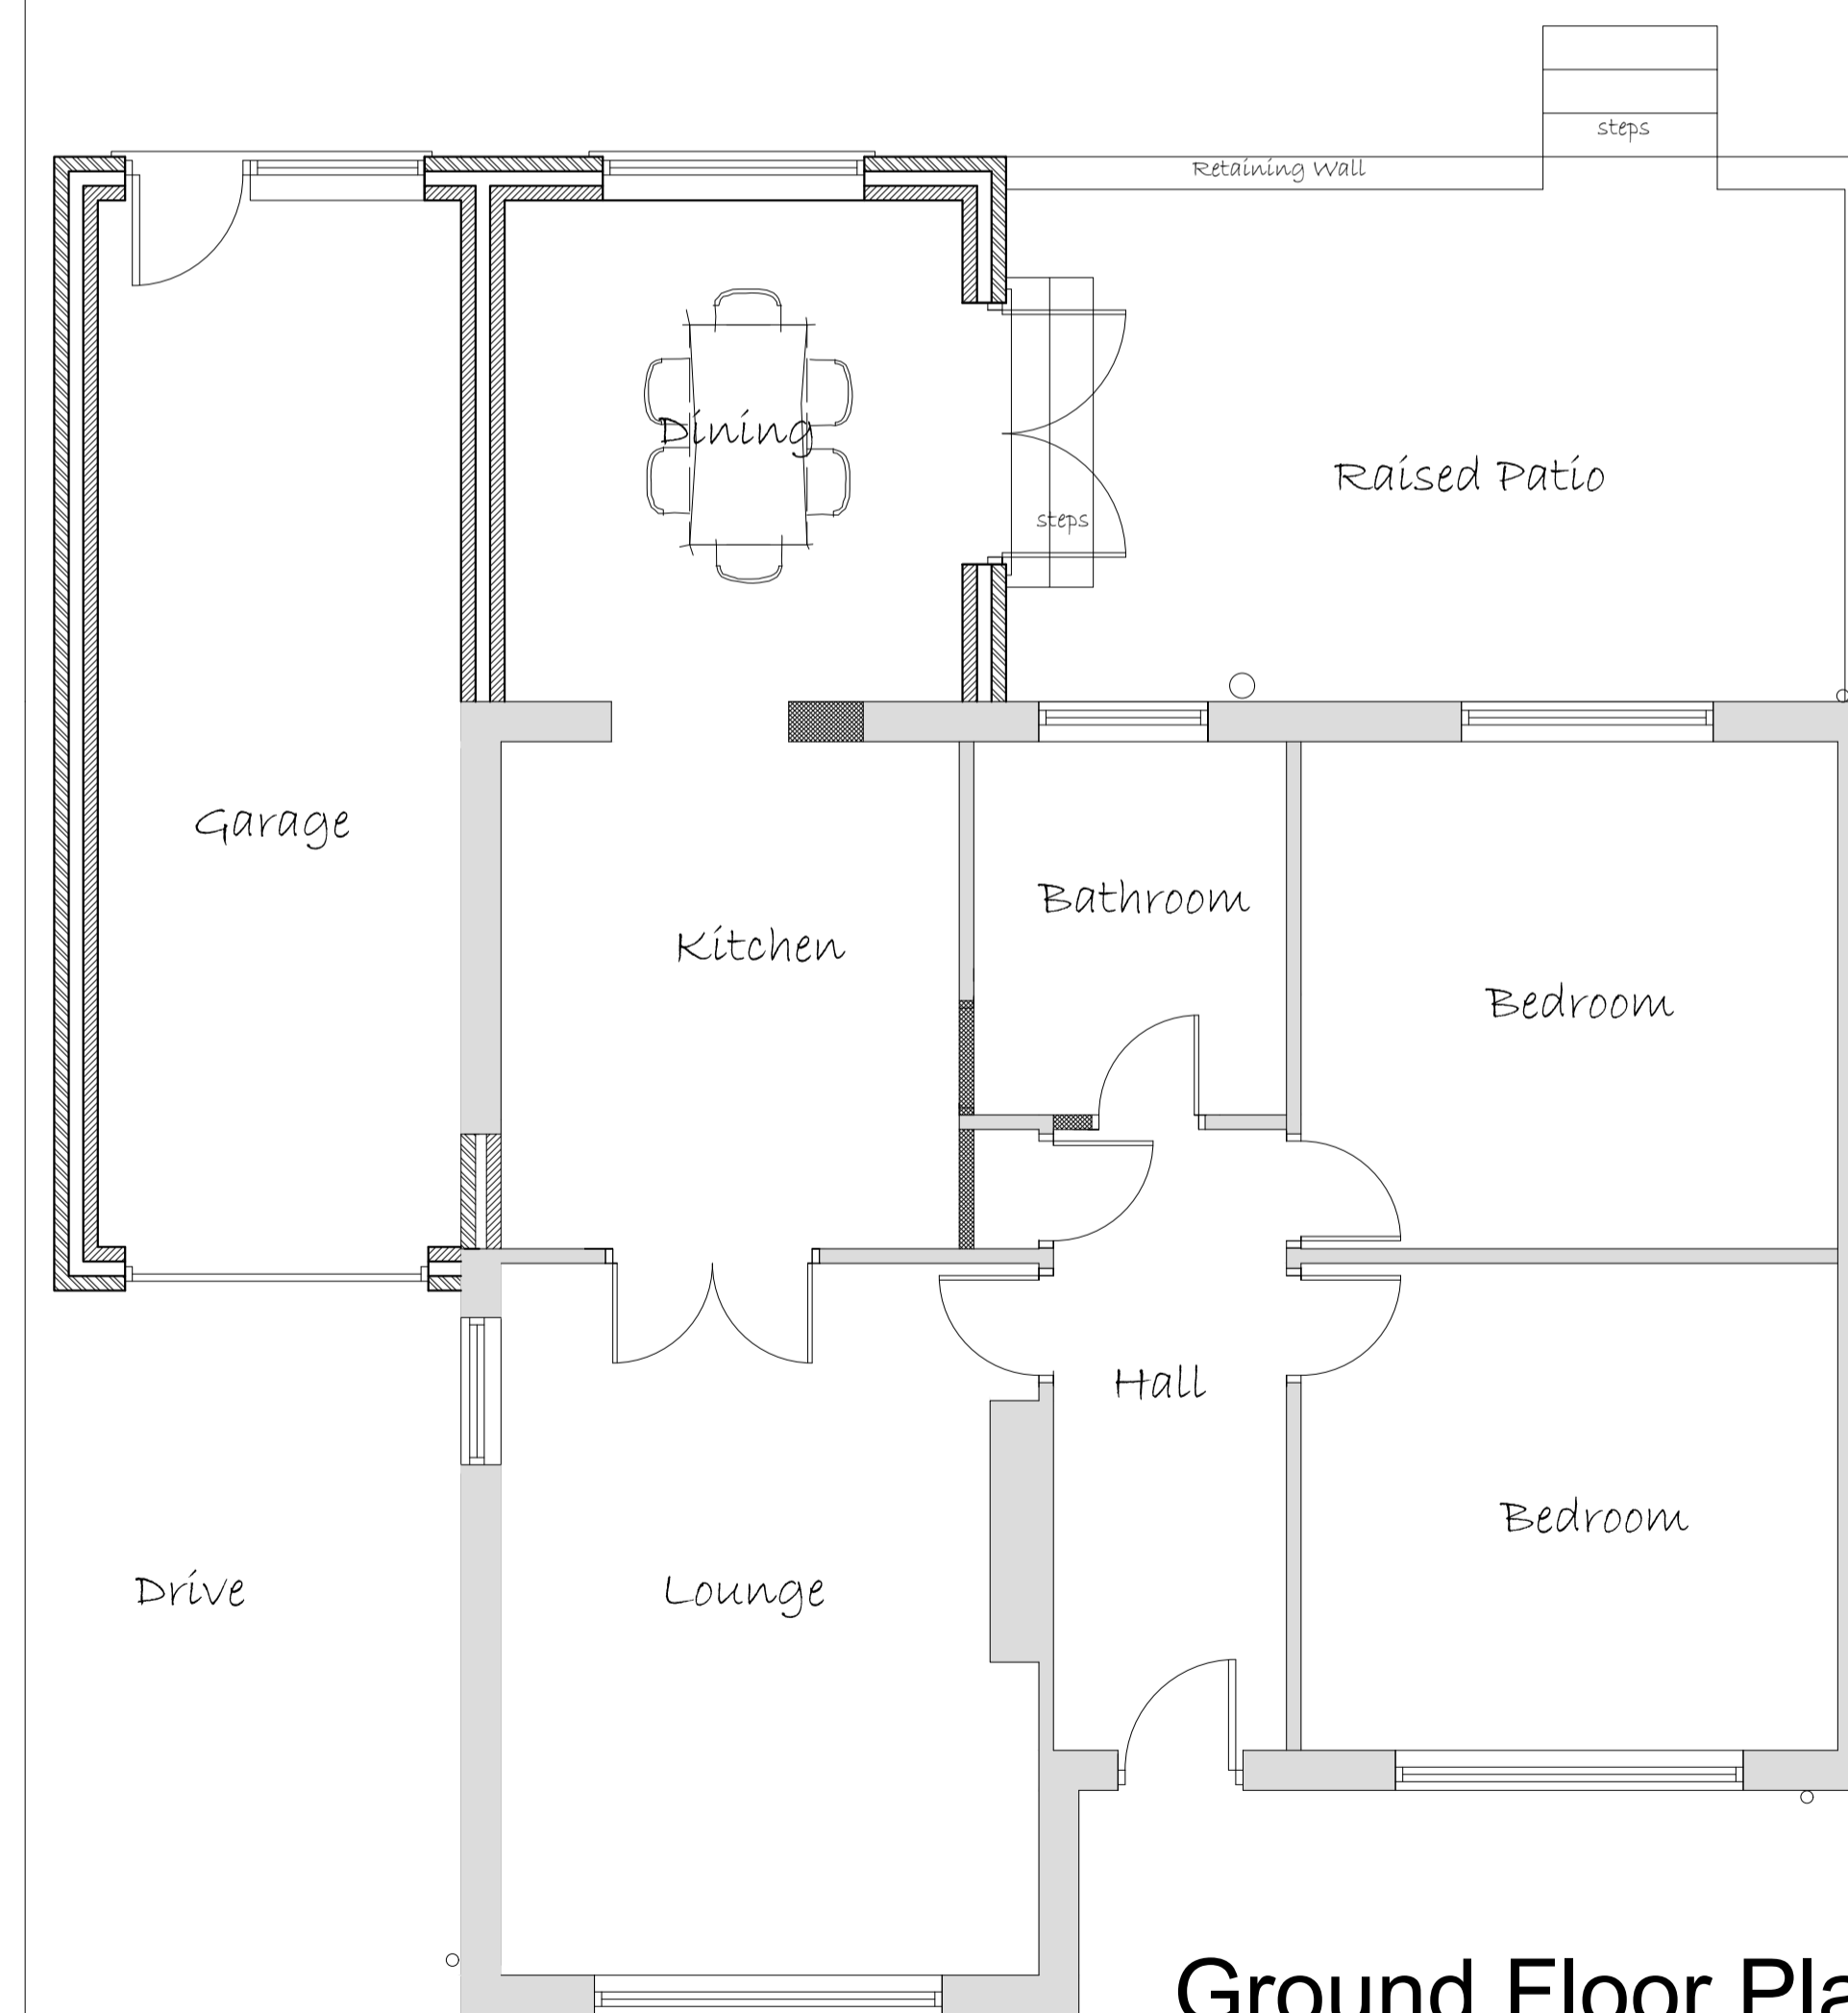 steps
Retaining Wall
Dining
Raised Patio
steps
Garage
Bathroom
Kitchen
Bedroom
Hall
Bedroom
Drive
Lounge
Ground Floor Pla